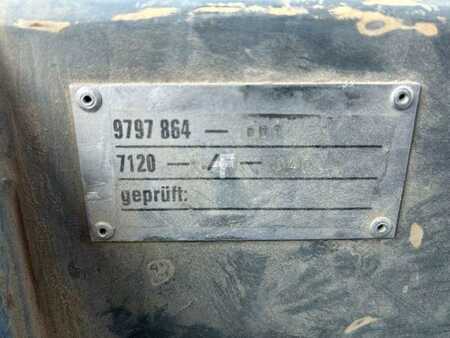 9797 864 —
7120 —
geprüft: